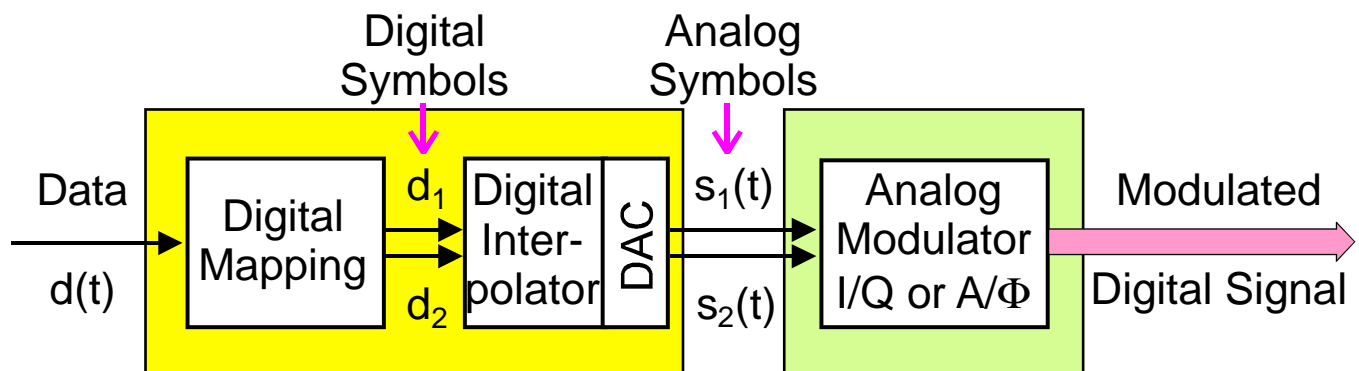 Digital
Symbols
Analog
Symbols
Data
d(t)
Digital
Mapping
d₁
d₂
Digital
Inter-
polator
DAC
s₁(t)
s₂(t)
Analog
Modulator
I/Q or A/Φ
Modulated
Digital Signal